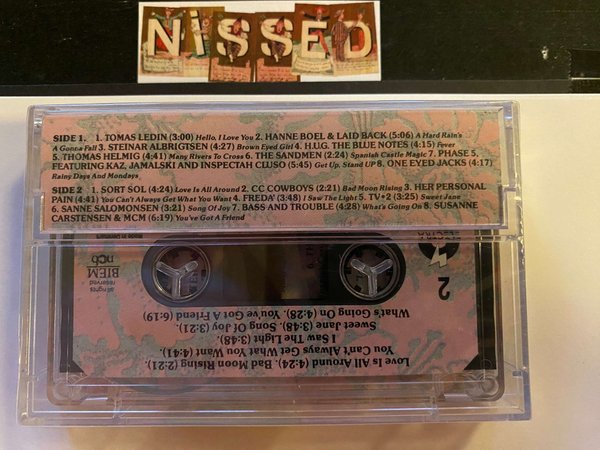 NiSSED
SIDE 1. 1. TOMAS LEDIN (3:00) Hello, I Love You 2. HANNE BOEL & LAID BACK (5:06) A Hard Rain's
A Gonna Fall 3. STEINAR ALBRIGTSEN (4:27) Brown Eyed Girl 4. H.U.G. THE BLUE NOTES (4:15) Fever
5. THOMAS HELMIG (4:41) Many Rivers To Cross 6. THE SANDMEN (2:24) Spanish Castle Magic 7. PHASE 5
FEATURING KAZ, JAMALSKI AND INSPECTAH CLUSO (5:45) Get Up, Stand UP 8. ONE EYED JACKS (4:17)
Rainy Days And Mondays
SIDE 2 1. SORT SOL (4:24) Love Is All Around 2. CC COWBOYS (2:21) Bad Moon Rising 3. HER PERSONAL
PAIN (4:41) You Can't Always Get What You Want 4. FREDA' (3:48) I Saw The Light 5. TV•2 (3:25) Sweet Jane
6. SANNE SALOMONSEN (3:21) Song Of Joy 7. BASS AND TROUBLE (4:28) What's Going On 8. SUSANNE
CARSTENSEN & MCM (6:19) You've Got A Friend
2
Love Is All Around (4:24). Bad Moon Rising (2:21).
You Can't Always Get What You Want (4:41).
I Saw The Light (3:48).
Sweet Jane (3:48). Song Of Joy (3:21).
What's Going On (4:28). You've Got A Friend (6:19)
BIEM
ncb
all rights
reserved